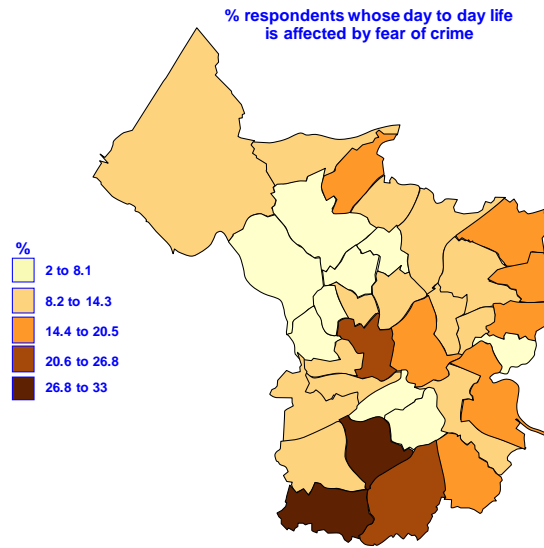 % respondents whose day to day life
is affected by fear of crime
%
2 to 8.1
8.2 to 14.3
14.4 to 20.5
20.6 to 26.8
26.8 to 33